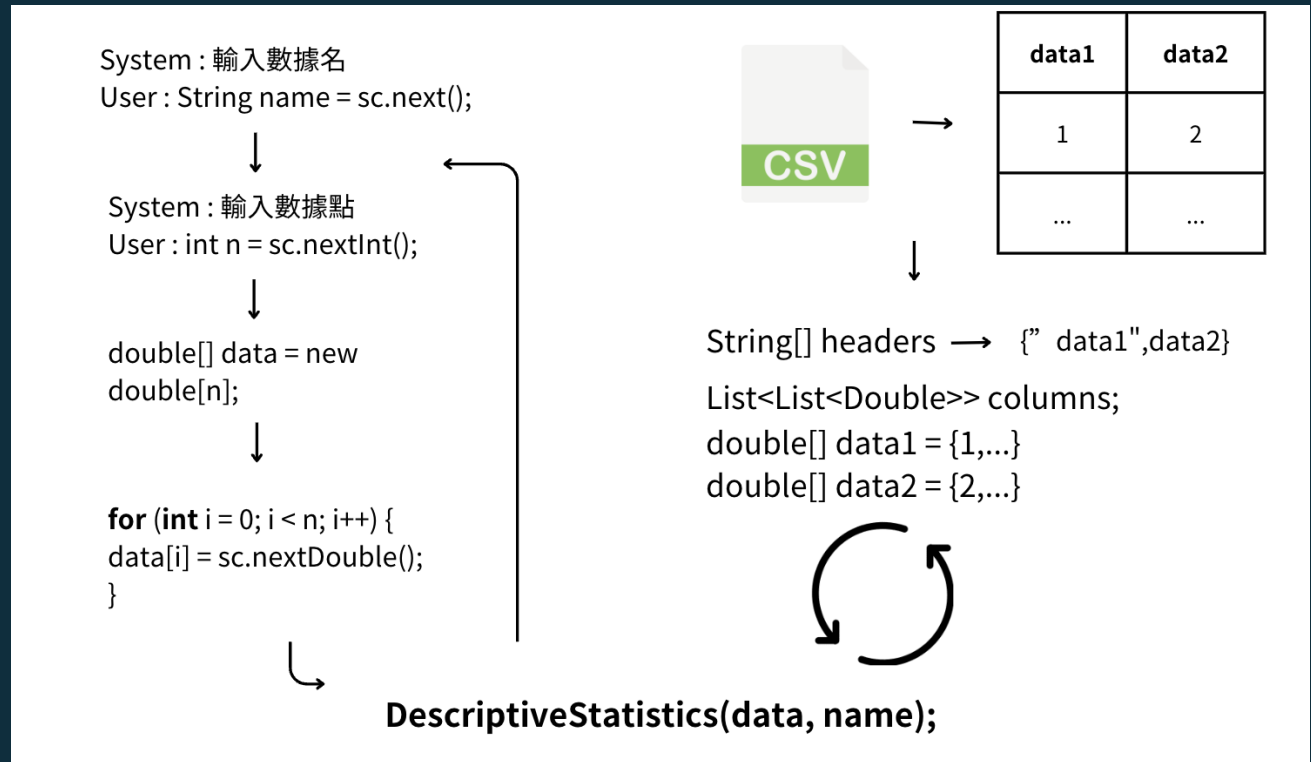 System : 輸入數據名
User : String name = sc.next();
System : 輸入數據點
User : int n = sc.nextInt();
double[] data = new
double[n];
for (int i = 0; i < n; i++) {
data[i] = sc.nextDouble();
}
CSV
data1 data2
1 2
... ...
String[] headers → {”data1",data2}
List<List<Double>> columns;
double[] data1 = {1,...}
double[] data2 = {2,...}
DescriptiveStatistics(data, name);